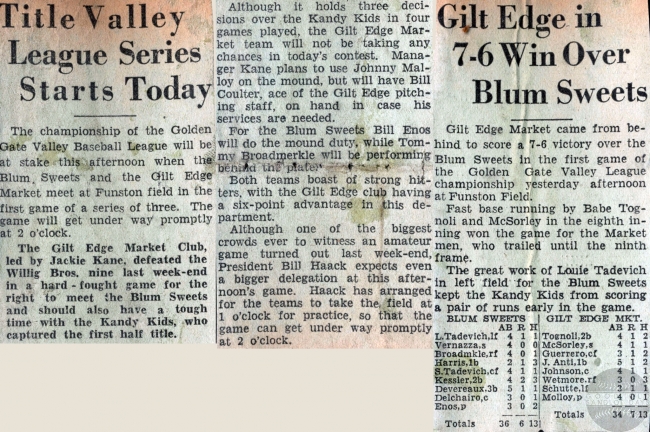 Title Valley
League Series
Starts Today
The championship of the Golden
Gate Valley Baseball League will be
at stake this afternoon when the
Blum, Sweets and the Gilt Edge
Market meet at Funston field in the
first game of a series of three. The
game will get under way promptly
at 2 o'clock.
The Gilt Edge Market Club,
led by Jackie Kane, defeated the
Willig Bros. nine last week-end
in a hard - fought game for the
right to meet the Blum Sweets
and should also have a tough
time with the Kandy Kids, who
captured the first half title.
Although it holds three deci-
sions over the Kandy Kids in four
games played, the Gilt Edge Mar-
ket team will not be taking any
chances in today's contest. Mana-
ger Kane plans to use Johnny Mal-
loy on the mound, but will have Bill
Coulter, ace of the Gilt Edge pitch-
ing staff, on hand in case his
services are needed.
For the Blum Sweets Bill Enos
will do the mound duty, while Tom-
my Broadmerkle will be performing
behind the plate.
Both teams boast of strong hit-
ters, with the Gilt Edge club having
a six-point advantage in this de-
partment.
Although one of the biggest
crowds ever to witness an amateur
game turned out last week-end,
President Bill Haack expects even
a bigger delegation at this after-
noon's game. Haack has arranged
for the teams to take the field at
1 o'clock for practice, so that the
game can get under way promptly
at 2 o'clock.
Gilt Edge in
7-6 Win Over
Blum Sweets
Gilt Edge Market came from be-
hind to score a 7-6 victory over the
Blum Sweets in the first game of
the Golden Gate Valley League
championship yesterday afternoon
at Funston Field.
Fast base running by Babe Tog-
noli and McSorley in the eighth in-
ning won the game for the Market
men, who trailed until the ninth
frame.
The great work of Louie Tadevich
in left field for the Blum Sweets
kept the Kandy Kids from scoring
a pair of runs early in the game.
BLUM SWEETS
AB R H
L.Tadevich,lf 4 1 1
Vernazza,s 4 0 0
Broadmkle,rf 4 0 1
Harris,1b 2 1 3
S.Tadevich,cf 4 1 1
Kessler,2b 4 2 3
Devereaux,3b 5 1 1
Delchairo,c 3 0 1
Enos,p 3 0 2
Totals 36 6 13
GILT EDGE MKT.
AB R H
Tognoli,2b 4 1 2
McSorley,s 4 1 1
Guerrero,cf 3 1 2
J. Anti,1b 5 1 2
Johnson,c 4 1 1
Wetmore,rf 3 0 3
Schutte,lf 3 1 1
Molloy,p 4 0 1
Totals 34 7 13